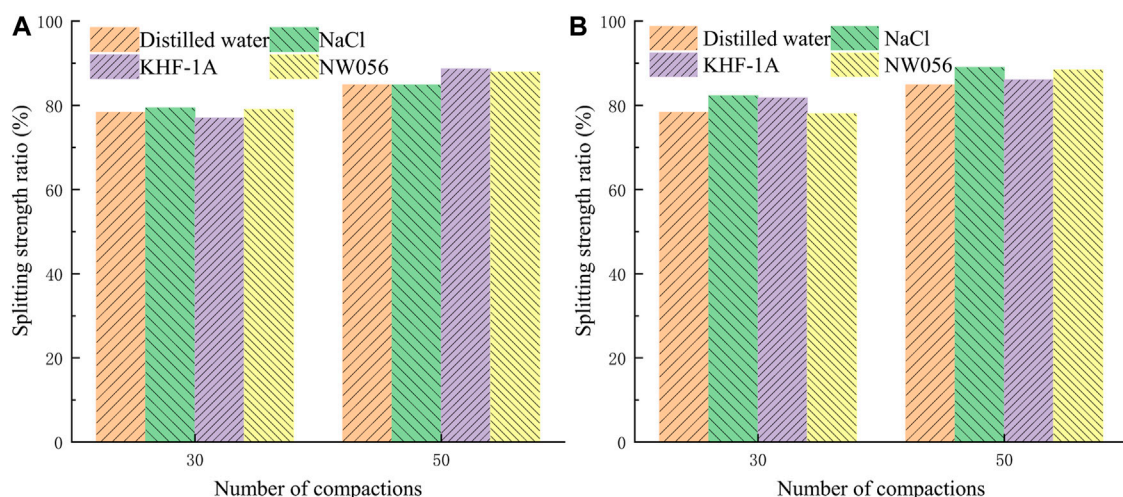 A
Splitting strength ratio (%)
100
80
60
40
20
0
Distilled water
NaCl
KHF-1A
NW056
30
50
Number of compactions
B
Splitting strength ratio (%)
100
80
60
40
20
0
Distilled water
NaCl
KHF-1A
NW056
30
50
Number of compactions